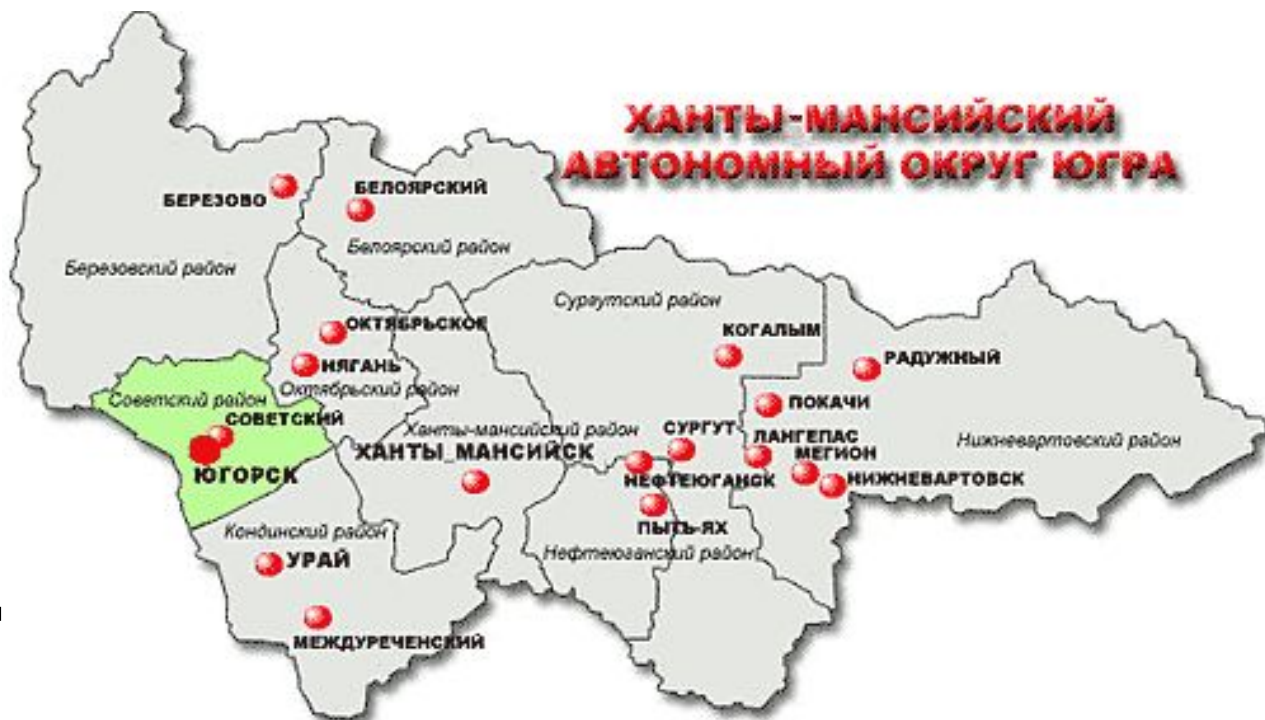 ХАНТЫ-МАНСИЙСКИЙ
АВТОНОМНЫЙ ОКРУГ ЮГРА
БЕРЕЗОВО
БЕЛОЯРСКИЙ
Белоярский район
Березовский район
Сургутский район
ОКТЯБРЬСКОЕ
КОГАЛЫМ
НЯГАНЬ
РАДУЖНЫЙ
Октябрьский район
Советский район
ПОКАЧИ
СОВЕТСКИЙ
Ханты-мансийский район
СУРГУТ
ЛАНГЕПАС
Нижневартовский район
ХАНТЫ_МАНСИЙСК
МЕГИОН
ЮГОРСК
НЕФТЕЮГАНСК
НИЖНЕВАРТОВСК
ПЫТЬ-ЯХ
Кондинский район
Нефтеюганский район
УРАЙ
МЕЖДУРЕЧЕНСКИЙ